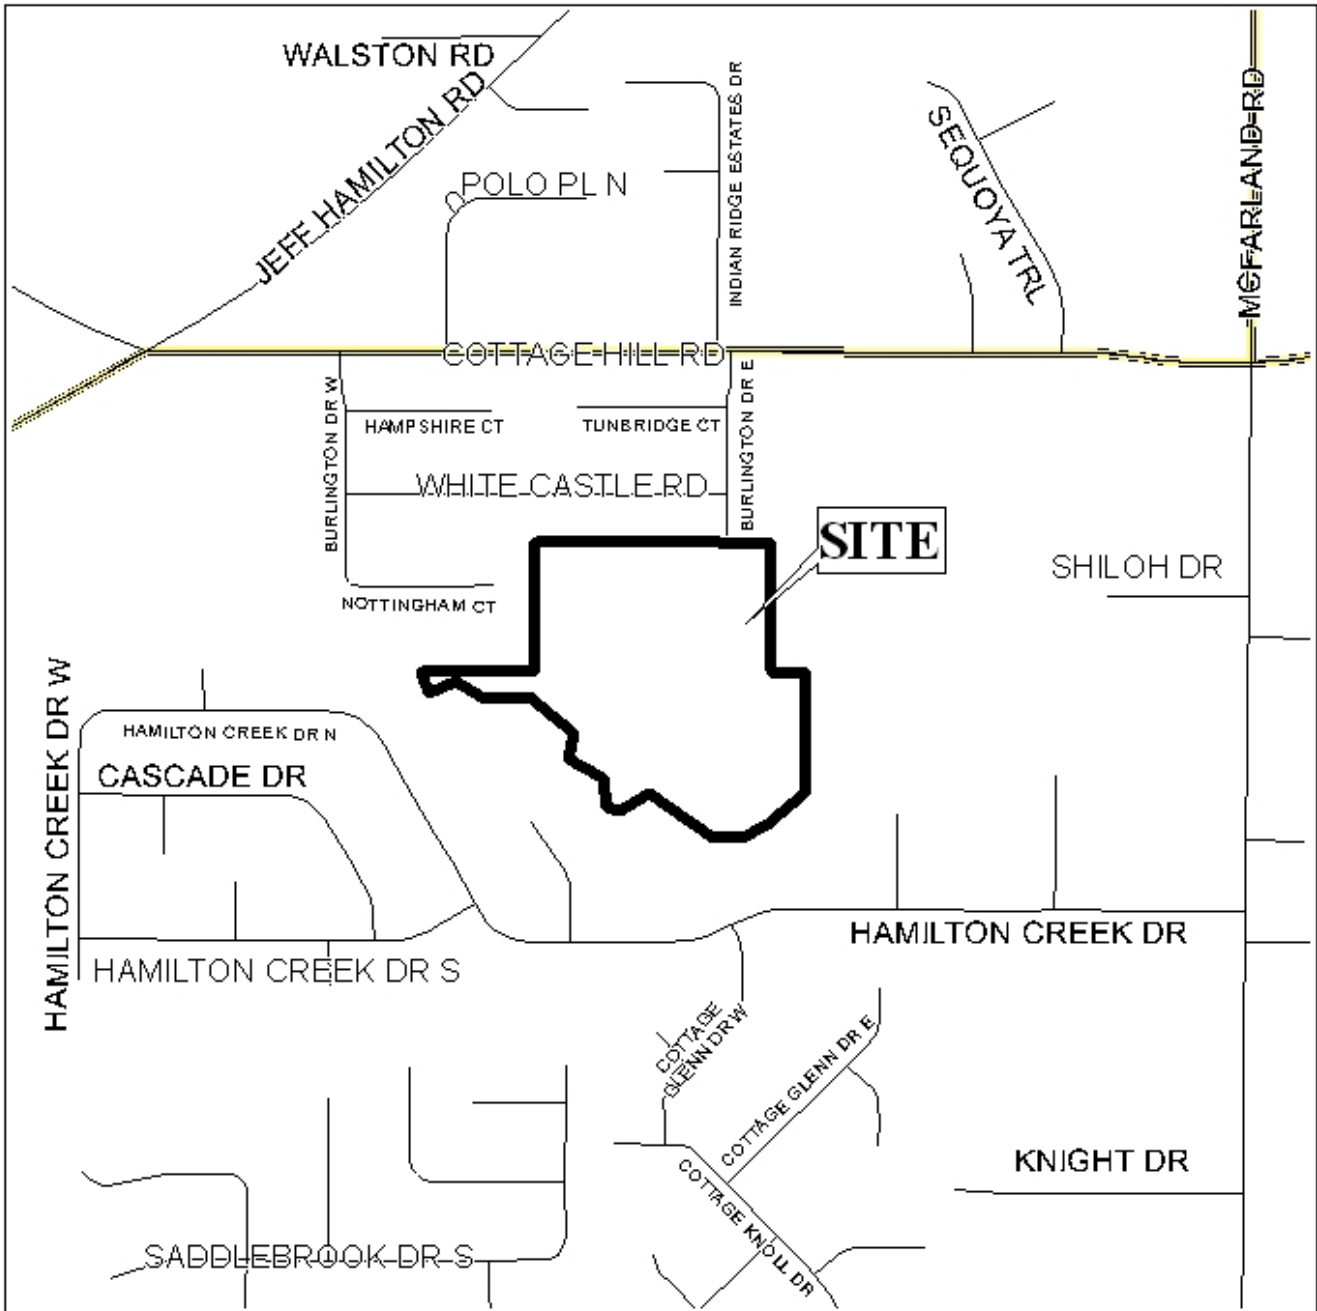 WALSTON RD
JEFF HAMILTON RD
POLO PL N
INDIAN RIDGE ESTATES DR
SEQUOYA TRL
MCFARLAND RD
COTTAGE HILL RD
BURLINGTON DR W
HAMPSHIRE CT
TUNBRIDGE CT
BURLINGTON DR E
WHITE CASTLE RD
SITE
SHILOH DR
NOTTINGHAM CT
HAMILTON CREEK DR W
HAMILTON CREEK DR N
CASCADE DR
HAMILTON CREEK DR
HAMILTON CREEK DR S
COTTAGE
GLENN DR W
COTTAGE GLENN DR E
COTTAGE KNOLL DR
KNIGHT DR
SADDLEBROOK DR S